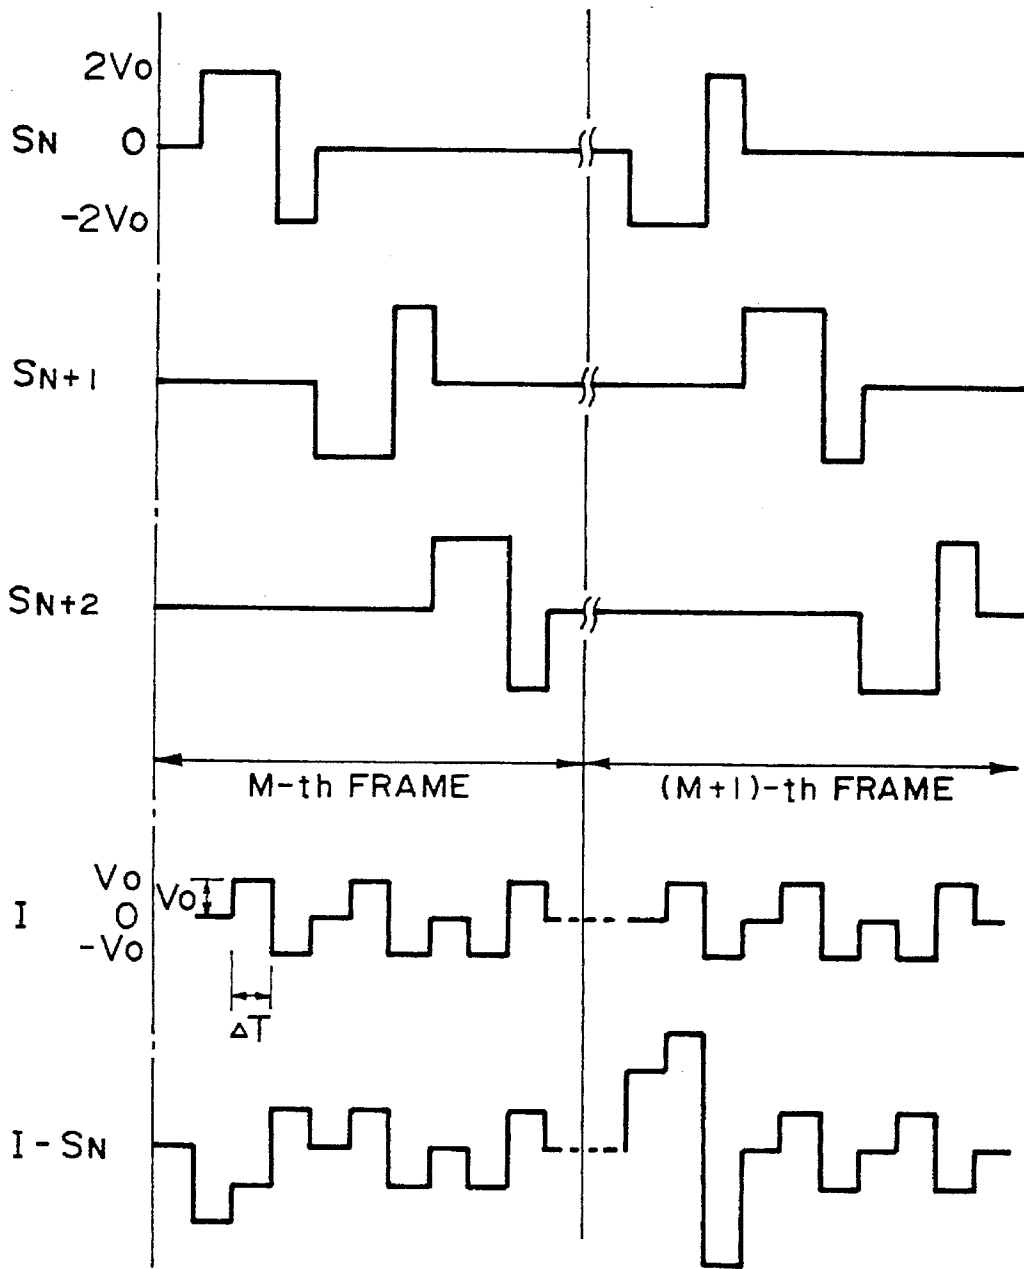 2Vo
SN 0
-2Vo
SN+1
SN+2
M-th FRAME (M+1)-th FRAME
Vo
Vo
I 0
-Vo
ΔT
I-SN